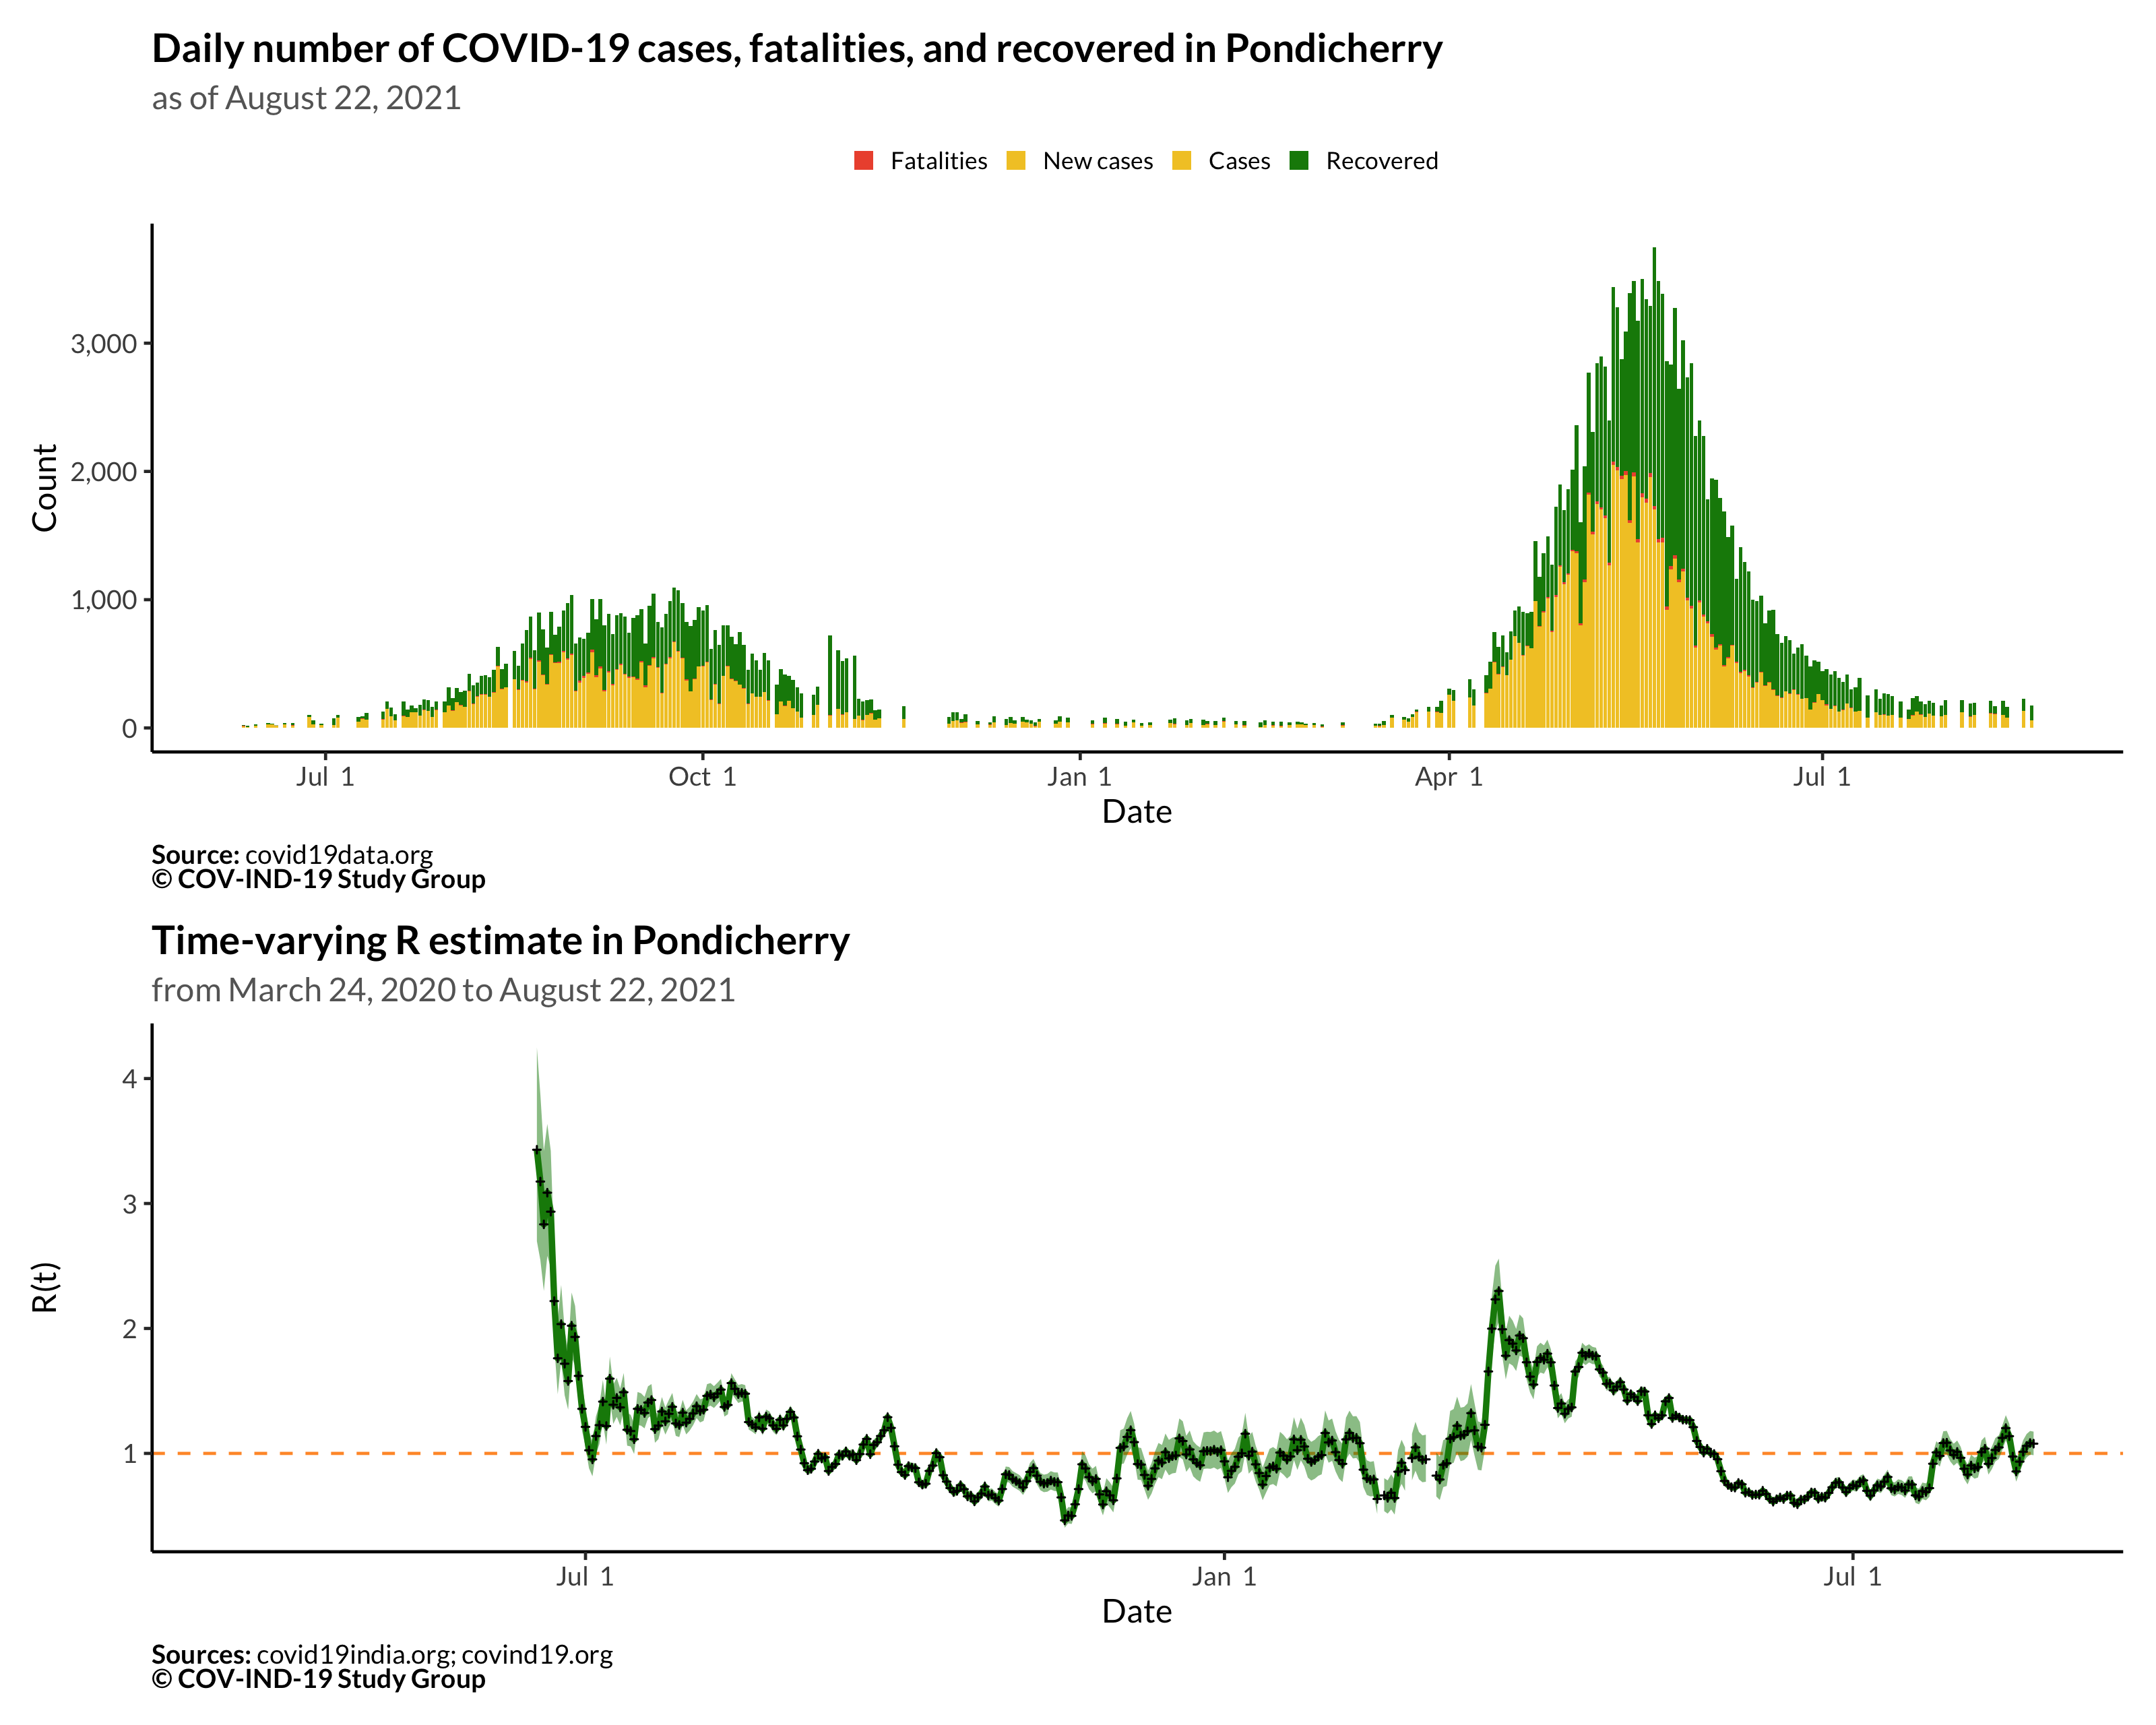 Daily number of COVID-19 cases, fatalities, and recovered in Pondicherry
as of August 22, 2021
Fatalities New cases Cases Recovered
Count
3,000
2,000
1,000
0
Jul 1 Oct 1 Jan 1 Apr 1 Jul 1
Date
Source: covid19data.org
© COV-IND-19 Study Group
Time-varying R estimate in Pondicherry
from March 24, 2020 to August 22, 2021
R(t)
4
3
2
1
Jul 1 Jan 1 Jul 1
Date
Sources: covid19india.org; covind19.org
© COV-IND-19 Study Group